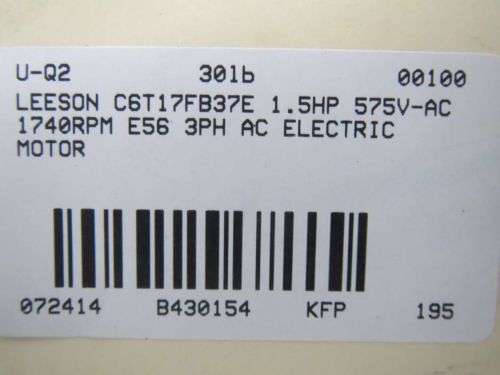 U-Q2 30lb 00100
LEESON C6T17FB37E 1.5HP 575V-AC
1740RPM E56 3PH AC ELECTRIC
MOTOR
072414 B430154 KFP 195